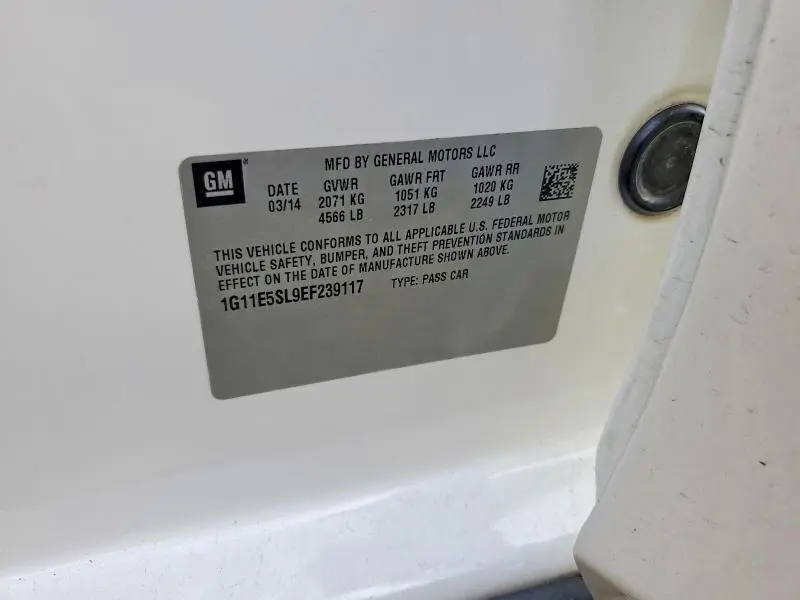 GM
MFD BY GENERAL MOTORS LLC
DATE GVWR GAWR FRT GAWR RR
03/14 2071 KG 1051 KG 1020 KG
4566 LB 2317 LB 2249 LB
THIS VEHICLE CONFORMS TO ALL APPLICABLE U.S. FEDERAL MOTOR
VEHICLE SAFETY, BUMPER, AND THEFT PREVENTION STANDARDS IN
EFFECT ON THE DATE OF MANUFACTURE SHOWN ABOVE.
1G11E5SL9EF239117 TYPE: PASS CAR